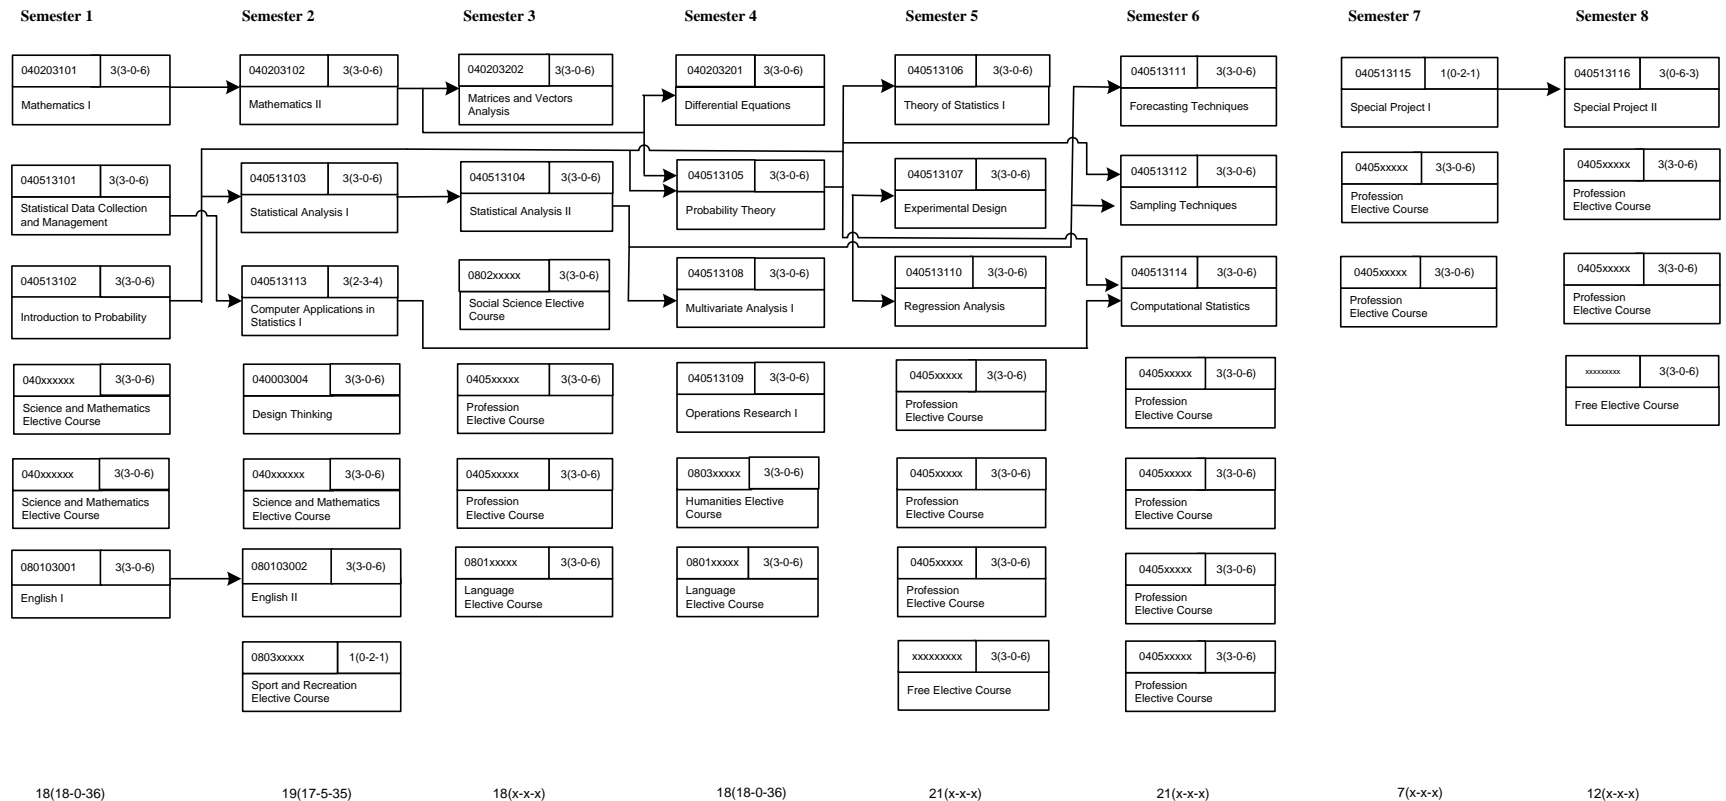 Semester 1
040203101 3(3-0-6)
Mathematics I
040513101 3(3-0-6)
Statistical Data Collection
and Management
040513102 3(3-0-6)
Introduction to Probability
040xxxxxx 3(3-0-6)
Science and Mathematics
Elective Course
040xxxxxx 3(3-0-6)
Science and Mathematics
Elective Course
080103001 3(3-0-6)
English I
18(18-0-36)
Semester 2
040203102 3(3-0-6)
Mathematics II
040513103 3(3-0-6)
Statistical Analysis I
040513113 3(2-3-4)
Computer Applications in
Statistics I
040003004 3(3-0-6)
Design Thinking
040xxxxxx 3(3-0-6)
Science and Mathematics
Elective Course
080103002 3(3-0-6)
English II
0803xxxxx 1(0-2-1)
Sport and Recreation
Elective Course
19(17-5-35)
Semester 3
040203202 3(3-0-6)
Matrices and Vectors
Analysis
040513104 3(3-0-6)
Statistical Analysis II
0802xxxxx 3(3-0-6)
Social Science Elective
Course
0405xxxxx 3(3-0-6)
Profession
Elective Course
0405xxxxx 3(3-0-6)
Profession
Elective Course
0801xxxxx 3(3-0-6)
Language
Elective Course
18(x-x-x)
Semester 4
040203201 3(3-0-6)
Differential Equations
040513105 3(3-0-6)
Probability Theory
040513108 3(3-0-6)
Multivariate Analysis I
040513109 3(3-0-6)
Operations Research I
0803xxxxx 3(3-0-6)
Humanities Elective
Course
0801xxxxx 3(3-0-6)
Language
Elective Course
18(18-0-36)
Semester 5
040513106 3(3-0-6)
Theory of Statistics I
040513107 3(3-0-6)
Experimental Design
040513110 3(3-0-6)
Regression Analysis
0405xxxxx 3(3-0-6)
Profession
Elective Course
0405xxxxx 3(3-0-6)
Profession
Elective Course
0405xxxxx 3(3-0-6)
Profession
Elective Course
xxxxxxxxx 3(3-0-6)
Free Elective Course
21(x-x-x)
Semester 6
040513111 3(3-0-6)
Forecasting Techniques
040513112 3(3-0-6)
Sampling Techniques
040513114 3(3-0-6)
Computational Statistics
0405xxxxx 3(3-0-6)
Profession
Elective Course
0405xxxxx 3(3-0-6)
Profession
Elective Course
0405xxxxx 3(3-0-6)
Profession
Elective Course
0405xxxxx 3(3-0-6)
Profession
Elective Course
21(x-x-x)
Semester 7
040513115 1(0-2-1)
Special Project I
0405xxxxx 3(3-0-6)
Profession
Elective Course
0405xxxxx 3(3-0-6)
Profession
Elective Course
7(x-x-x)
Semester 8
040513116 3(0-6-3)
Special Project II
0405xxxxx 3(3-0-6)
Profession
Elective Course
0405xxxxx 3(3-0-6)
Profession
Elective Course
xxxxxxxxx 3(3-0-6)
Free Elective Course
12(x-x-x)